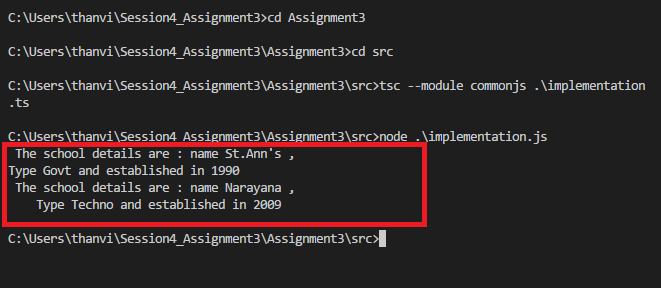 C:\Users\thanvi\Session4_Assignment3>cd Assignment3
C:\Users\thanvi\Session4_Assignment3\Assignment3>cd src
C:\Users\thanvi\Session4_Assignment3\Assignment3\src>tsc --module commonjs .\implementation
.ts
C:\Users\thanvi\Session4_Assignment3\Assignment3\src>node .\implementation.js
The school details are : name St.Ann's ,
Type Govt and established in 1990
The school details are : name Narayana ,
Type Techno and established in 2009
C:\Users\thanvi\Session4_Assignment3\Assignment3\src>